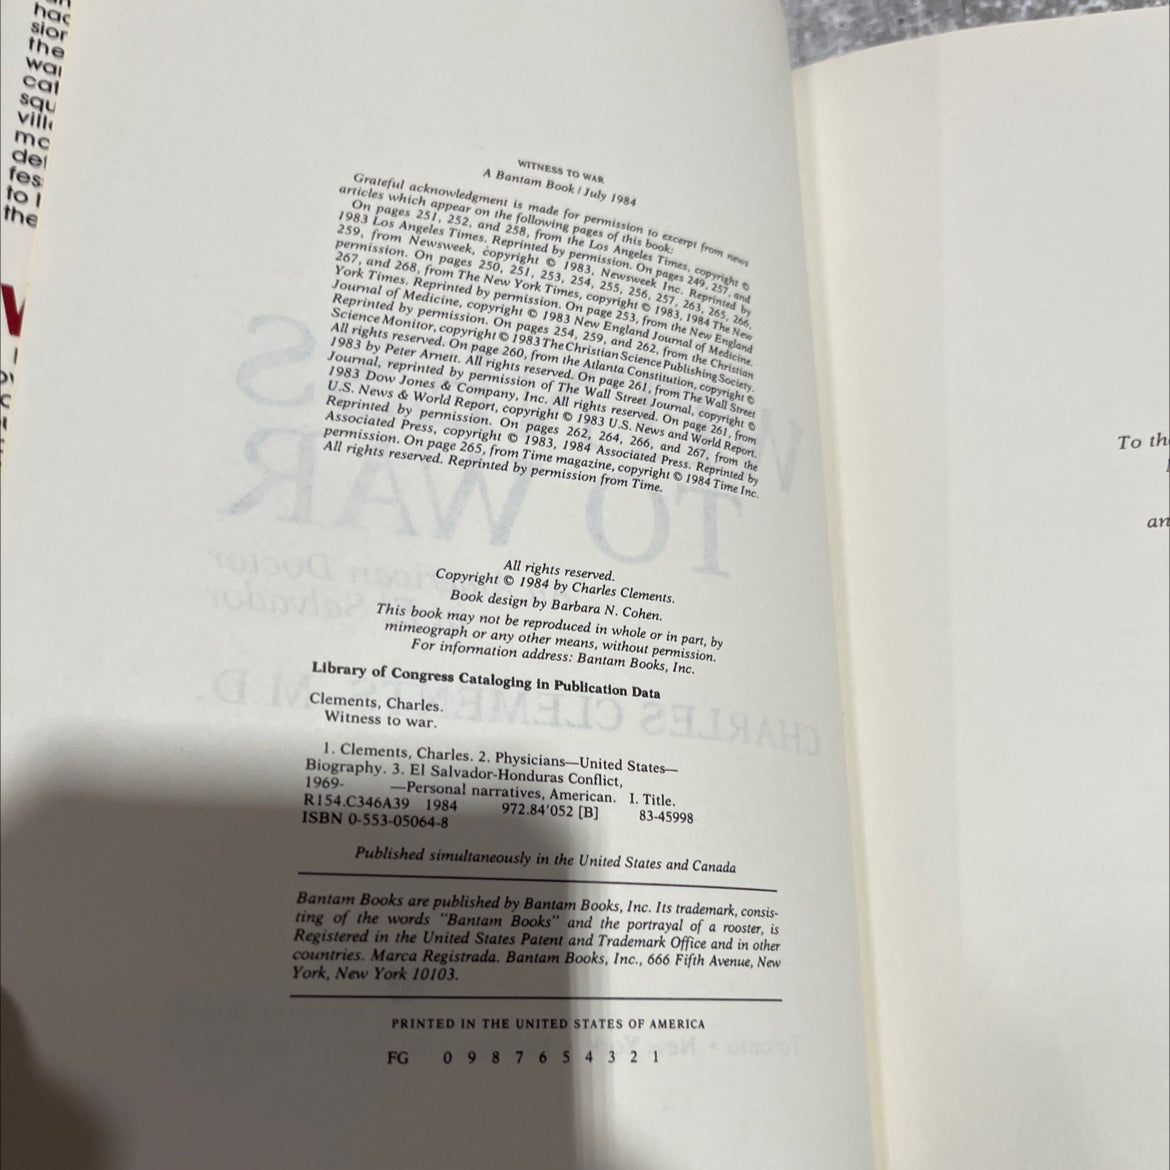 had
sion
the
squ
def
fes
to
the
WITNESS TO WAR
A Bantam Book / July 1984
Grateful acknowledgment is made for permission to excerpt from news
articles which appear on the following pages of this book:
On pages 251, 252, and 258, from the Los Angeles Times, copyright ©
1983 Los Angeles Times. Reprinted by permission. On pages 249, 257, and
259, from Newsweek, copyright © 1983, Newsweek Inc. Reprinted by
permission. On pages 250, 251, 253, 254, 255, 256, 257, 263, 265, 266,
267, and 268, from The New York Times, copyright © 1983, 1984 The New
York Times. Reprinted by permission. On page 253, from the New England
Journal of Medicine, copyright © 1983 New England Journal of Medicine.
Reprinted by permission. On pages 254, 259, and 262, from the Christian
Science Monitor, copyright © 1983 The Christian Science Publishing Society.
All rights reserved. On page 260, from the Atlanta Constitution, copyright ©
1983 by Peter Arnett. All rights reserved. On page 261, from The Wall Street
Journal, reprinted by permission of The Wall Street Journal, copyright ©
1983 Dow Jones & Company, Inc. All rights reserved. On page 261, from
U.S. News & World Report, copyright © 1983 U.S. News and World Report.
Reprinted by permission. On pages 262, 264, 266, and 267, from the
Associated Press, copyright © 1983, 1984 Associated Press. Reprinted by
permission. On page 265, from Time magazine, copyright © 1984 Time Inc.
All rights reserved. Reprinted by permission from Time.
All rights reserved.
Copyright © 1984 by Charles Clements.
Book design by Barbara N. Cohen.
This book may not be reproduced in whole or in part, by
mimeograph or any other means, without permission.
For information address: Bantam Books, Inc.
Library of Congress Cataloging in Publication Data
Clements, Charles.
Witness to war.
1. Clements, Charles. 2. Physicians—United States—
Biography. 3. El Salvador-Honduras Conflict,
1969- —Personal narratives, American. I. Title.
R154.C346A39 1984 972.84'052 [B] 83-45998
ISBN 0-553-05064-8
Published simultaneously in the United States and Canada
Bantam Books are published by Bantam Books, Inc. Its trademark, consis-
ting of the words "Bantam Books" and the portrayal of a rooster, is
Registered in the United States Patent and Trademark Office and in other
countries. Marca Registrada. Bantam Books, Inc., 666 Fifth Avenue, New
York, New York 10103.
PRINTED IN THE UNITED STATES OF AMERICA
FG 0 9 8 7 6 5 4 3 2 1
To the
an